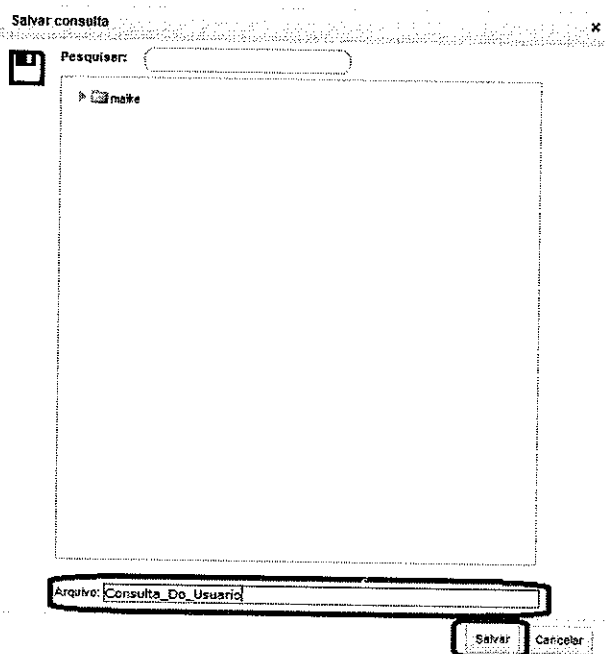 Salvar consulta
x
Pesquisar:
maike
Arquivo: Consulta_Do_Usuario
Salvar Cancelar